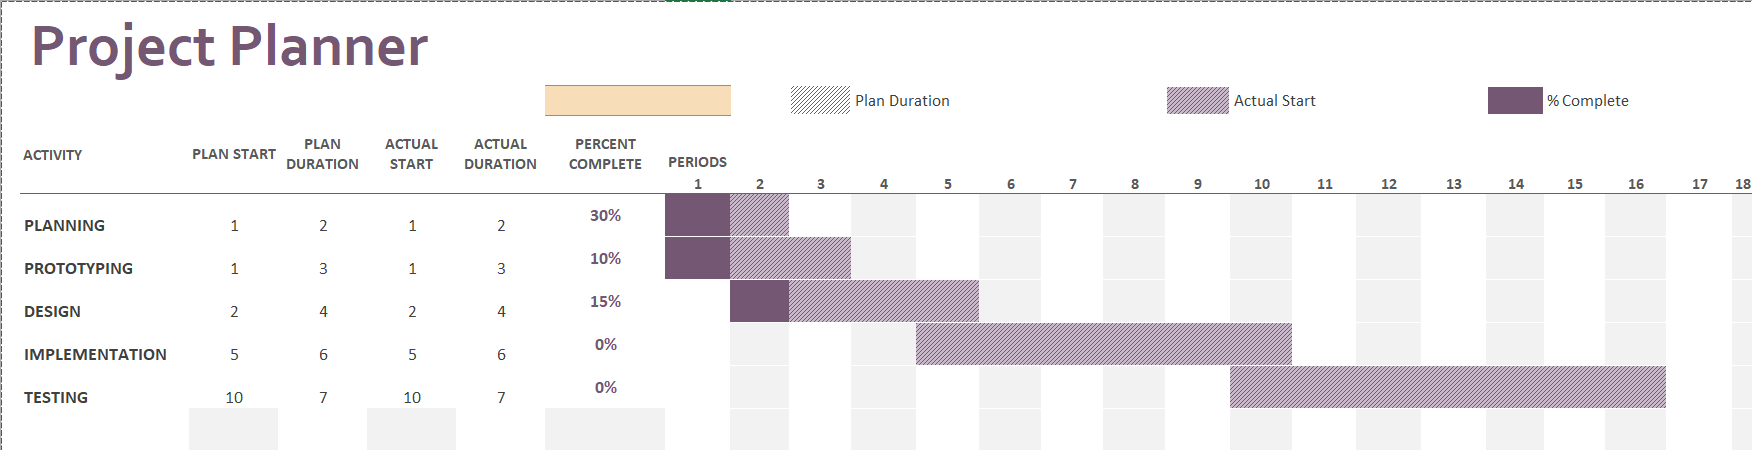 Project Planner
Plan Duration Actual Start % Complete
ACTIVITY PLAN START PLAN DURATION ACTUAL START ACTUAL DURATION PERCENT COMPLETE PERIODS
1 2 3 4 5 6 7 8 9 10 11 12 13 14 15 16 17 18
PLANNING 1 2 1 2 30%
PROTOTYPING 1 3 1 3 10%
DESIGN 2 4 2 4 15%
IMPLEMENTATION 5 6 5 6 0%
TESTING 10 7 10 7 0%